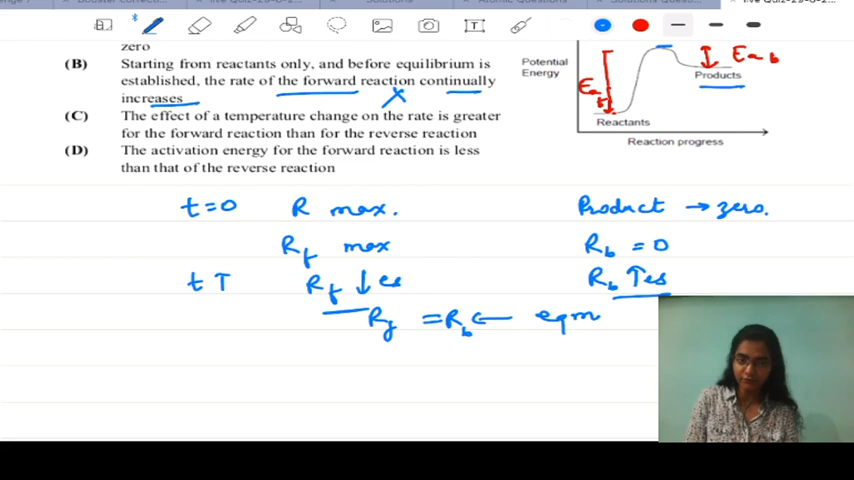 zero
(B) Starting from reactants only, and before equilibrium is
established, the rate of the forward reaction continually
increases
(C) The effect of a temperature change on the rate is greater
for the forward reaction than for the reverse reaction
(D) The activation energy for the forward reaction is less
than that of the reverse reaction
Potential
Energy
Ea f
Ea b
Products
Reactants
Reaction progress
t=0 R max. Product → zero.
Rf max Rb = 0
t ↑ Rf ↓es Rb ↑es
Rf = Rb ← eqm